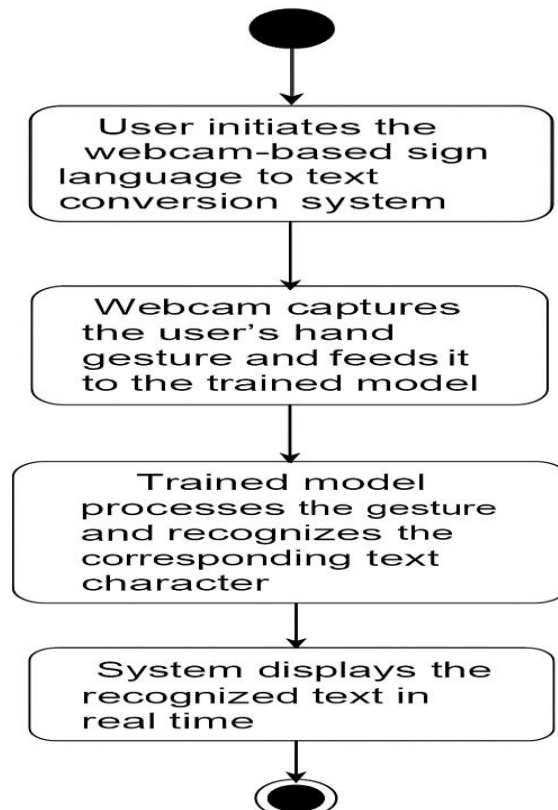 User initiates the
webcam-based sign
language to text
conversion system
Webcam captures
the user's hand
gesture and feeds it
to the trained model
Trained model
processes the gesture
and recognizes the
corresponding text
character
System displays the
recognized text in
real time